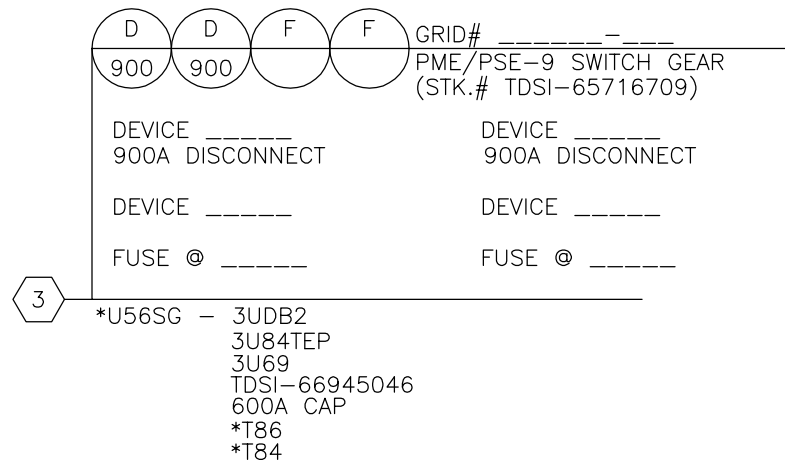 D D F F GRID# ______-___
900 900 PME/PSE-9 SWITCH GEAR
(STK.# TDSI-65716709)
DEVICE _____ DEVICE _____
900A DISCONNECT 900A DISCONNECT
DEVICE _____ DEVICE _____
FUSE @ _____ FUSE @ _____
3
*U56SG - 3UDB2
3U84TEP
3U69
TDSI-66945046
600A CAP
*T86
*T84